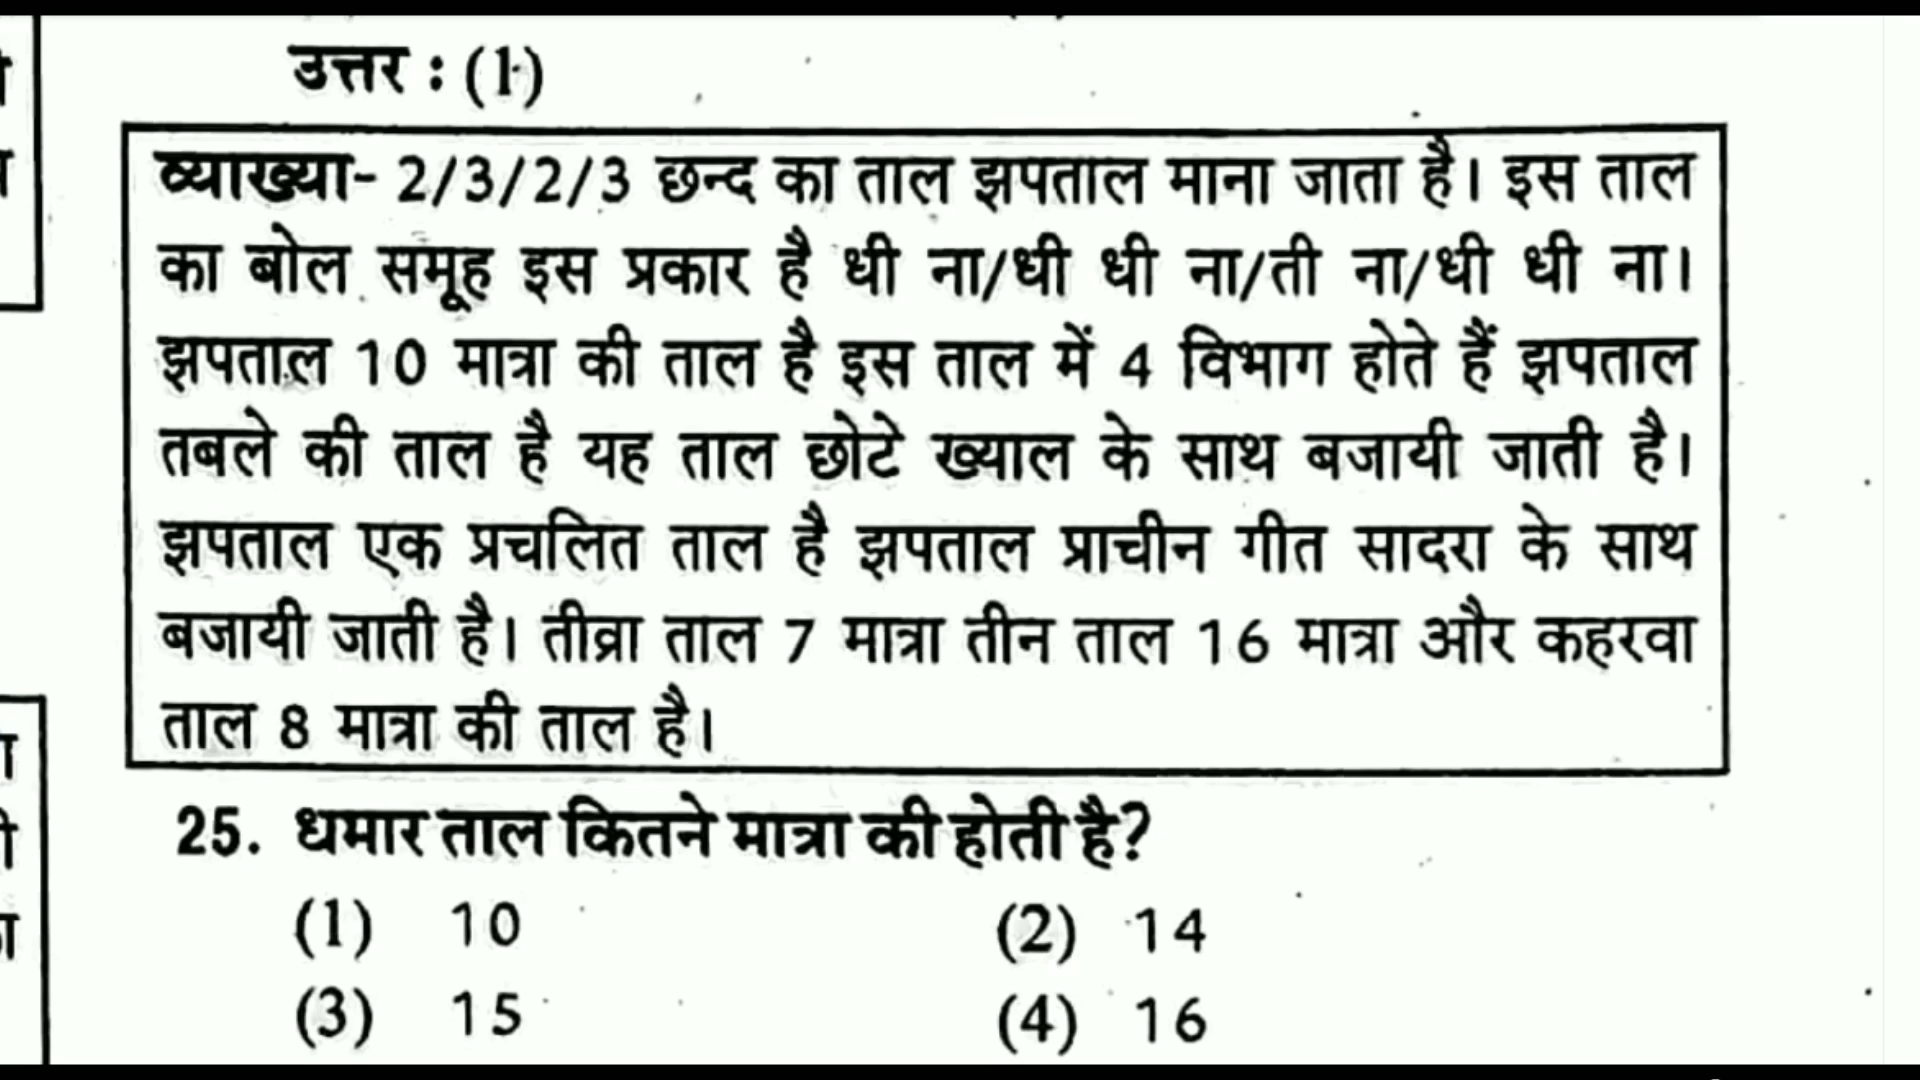 उत्तर : (1)
व्याख्या- 2/3/2/3 छन्द का ताल झपताल माना जाता है। इस ताल
का बोल समूह इस प्रकार है धी ना/धी धी ना/ती ना/धी धी ना।
झपताल 10 मात्रा की ताल है इस ताल में 4 विभाग होते हैं झपताल
तबले की ताल है यह ताल छोटे ख्याल के साथ बजायी जाती है।
झपताल एक प्रचलित ताल है झपताल प्राचीन गीत सादरा के साथ
बजायी जाती है। तीव्रा ताल 7 मात्रा तीन ताल 16 मात्रा और कहरवा
ताल 8 मात्रा की ताल है।
25. धमार ताल कितने मात्रा की होती है?
(1) 10 (2) 14
(3) 15 (4) 16